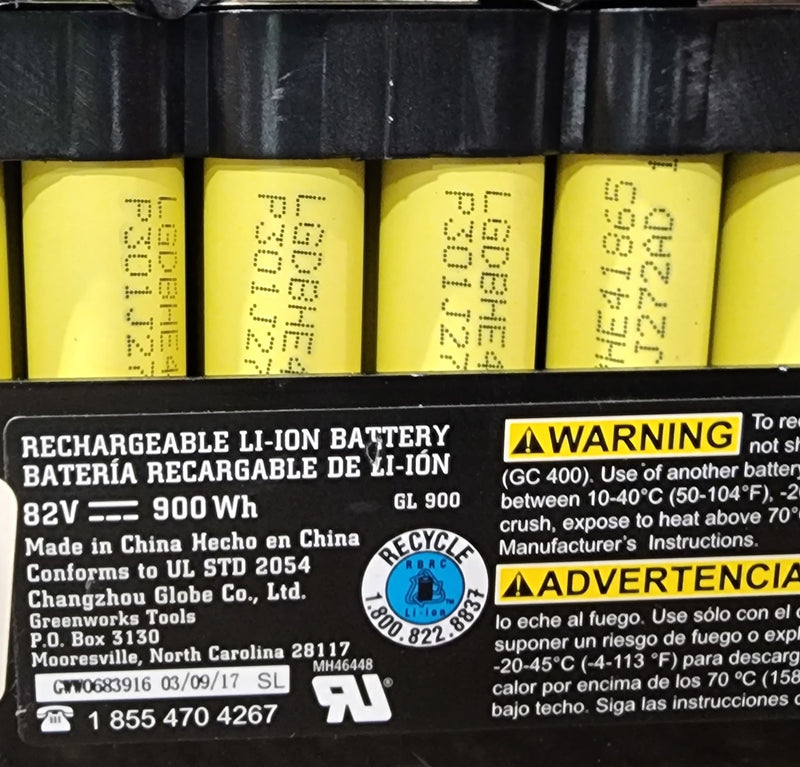 LGDBHE4
P301J27
LGDBHE4
P301J27
LGDBHE4
P301J27
HE41865
J272AD
RECHARGEABLE LI-ION BATTERY
BATERÍA RECARGABLE DE LI-IÓN
82V 900 Wh GL 900
Made in China Hecho en China
Conforms to UL STD 2054
Changzhou Globe Co., Ltd.
Greenworks Tools
P.O. Box 3130
Mooresville, North Carolina 28117
GWW0683916 03/09/17 SL
1 855 470 4267
RECYCLE
RBRC
Li-ion
1.800.822.8837
MH46448
WARNING To re
not sh
(GC 400). Use of another battery
between 10-40°C (50-104°F), -2
crush, expose to heat above 70°
Manufacturer's Instructions.
ADVERTENCIA
lo eche al fuego. Use sólo con el c
suponer un riesgo de fuego o expl
-20-45°C (-4-113 °F) para descarg
calor por encima de los 70 ºC (158
bajo techo. Siga las instrucciones